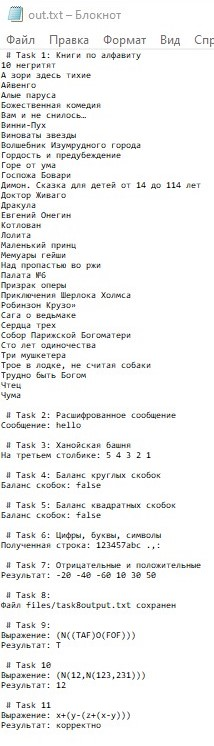 out.txt – Блокнот
Файл Правка Формат Вид Спр
# Task 1: Книги по алфавиту
10 негритят
А зори здесь тихие
Айвенго
Алые паруса
Божественная комедия
Вам и не снилось…
Винни-Пух
Виноваты звезды
Волшебник Изумрудного города
Гордость и предубеждение
Горе от ума
Госпожа Бовари
Димон. Сказка для детей от 14 до 114 лет
Доктор Живаго
Дракула
Евгений Онегин
Котлован
Лолита
Маленький принц
Мемуары гейши
Над пропастью во ржи
Палата №6
Призрак оперы
Приключения Шерлока Холмса
Робинзон Крузо»
Сага о ведьмаке
Сердца трех
Собор Парижской Богоматери
Сто лет одиночества
Три мушкетера
Трое в лодке, не считая собаки
Трудно быть Богом
Чтец
Чума
# Task 2: Расшифрованное сообщение
Сообщение: hello
# Task 3: Ханойская башня
На третьем столбике: 5 4 3 2 1
# Task 4: Баланс круглых скобок
Баланс скобок: false
# Task 5: Баланс квадратных скобок
Баланс скобок: false
# Task 6: Цифры, буквы, символы
Полученная строка: 123457abc .,:
# Task 7: Отрицательные и положительные
Результат: -20 -40 -60 10 30 50
# Task 8:
Файл files/task8output.txt сохранен
# Task 9:
Выражение: (N((TAF)O(FOF)))
Результат: T
# Task 10
Выражение: (N(12,N(123,231)))
Результат: 12
# Task 11
Выражение: x+(y-(z+(x-y)))
Результат: корректно